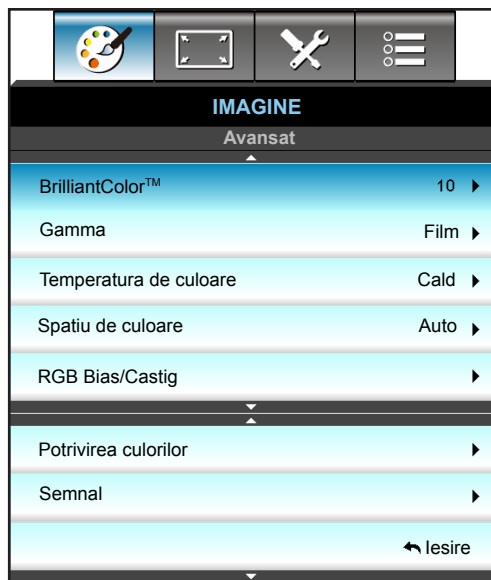 IMAGINE
Avansat
BrilliantColor™ 10
Gamma Film
Temperatura de culoare Cald
Spatiu de culoare Auto
RGB Bias/Castig
Potrivirea culorilor
Semnal
Iesire